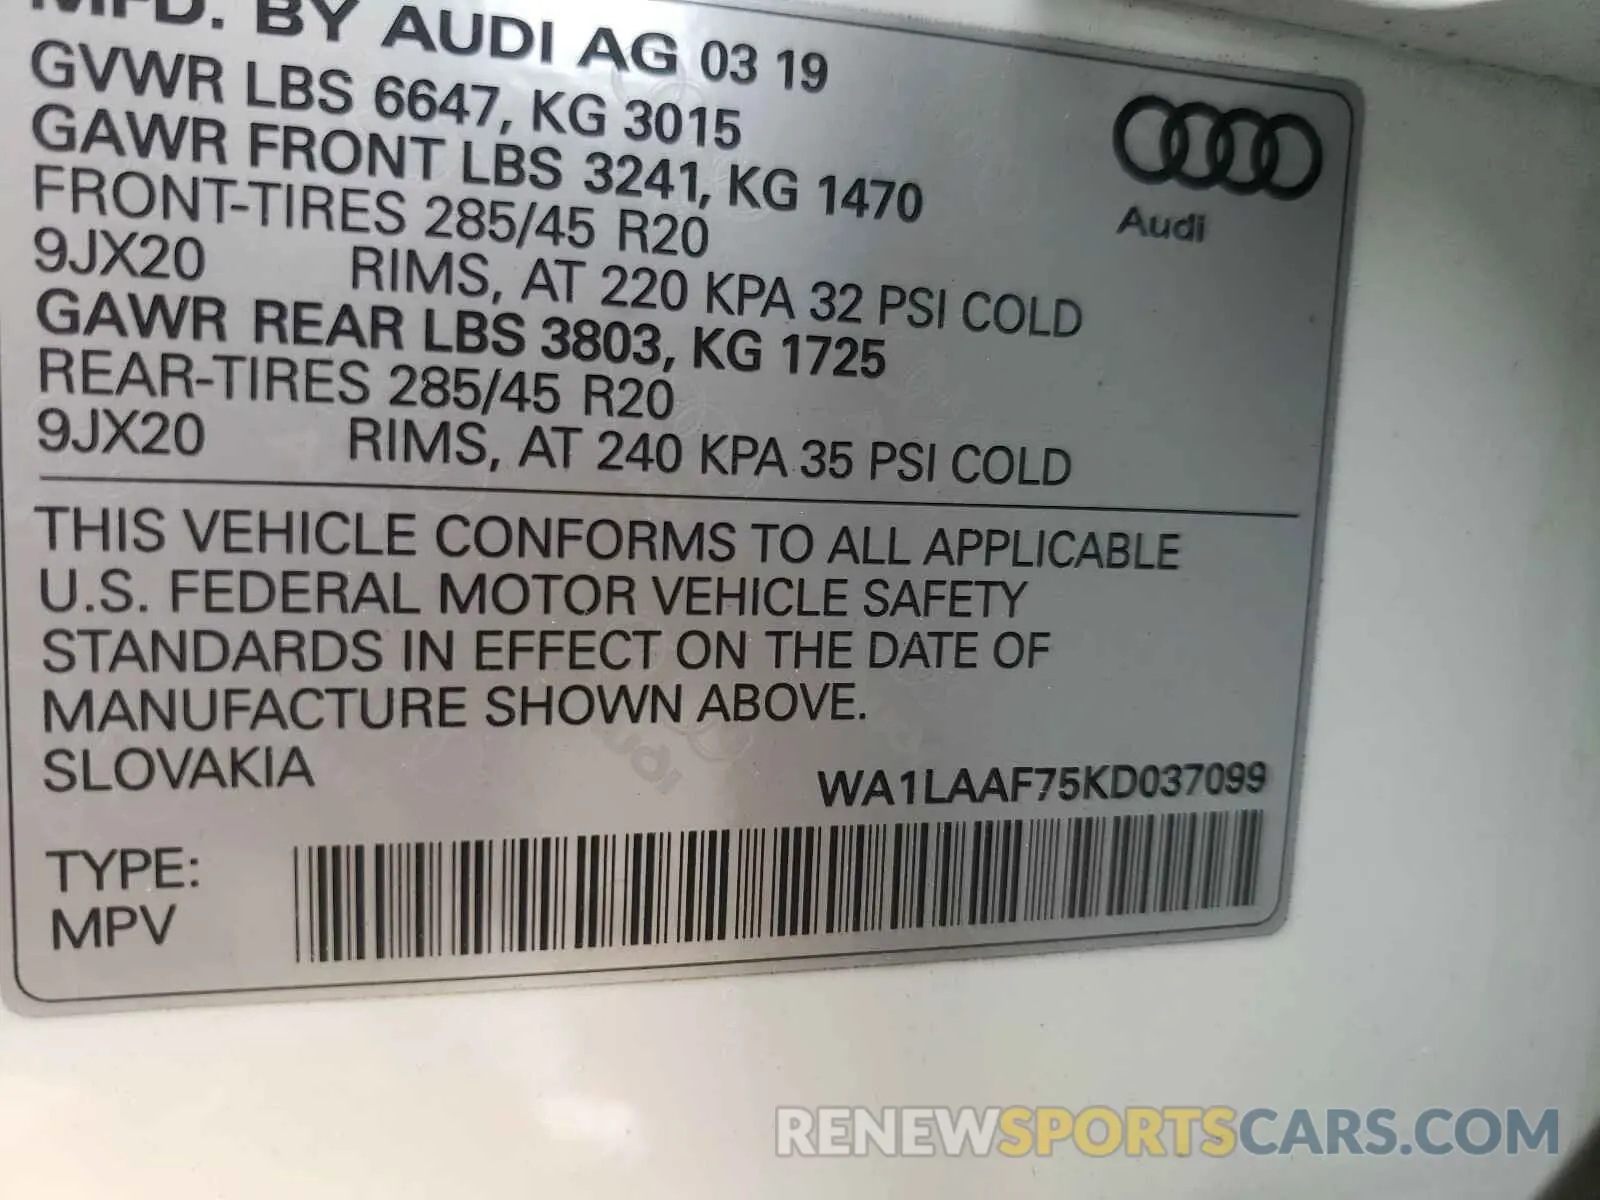 MFD. BY AUDI AG 03 19
GVWR LBS 6647, KG 3015
GAWR FRONT LBS 3241, KG 1470
FRONT-TIRES 285/45 R20
9JX20 RIMS, AT 220 KPA 32 PSI COLD
GAWR REAR LBS 3803, KG 1725
REAR-TIRES 285/45 R20
9JX20 RIMS, AT 240 KPA 35 PSI COLD
Audi
THIS VEHICLE CONFORMS TO ALL APPLICABLE
U.S. FEDERAL MOTOR VEHICLE SAFETY
STANDARDS IN EFFECT ON THE DATE OF
MANUFACTURE SHOWN ABOVE.
SLOVAKIA
WA1LAAF75KD037099
TYPE:
MPV
RENEWSPORTSCARS.COM